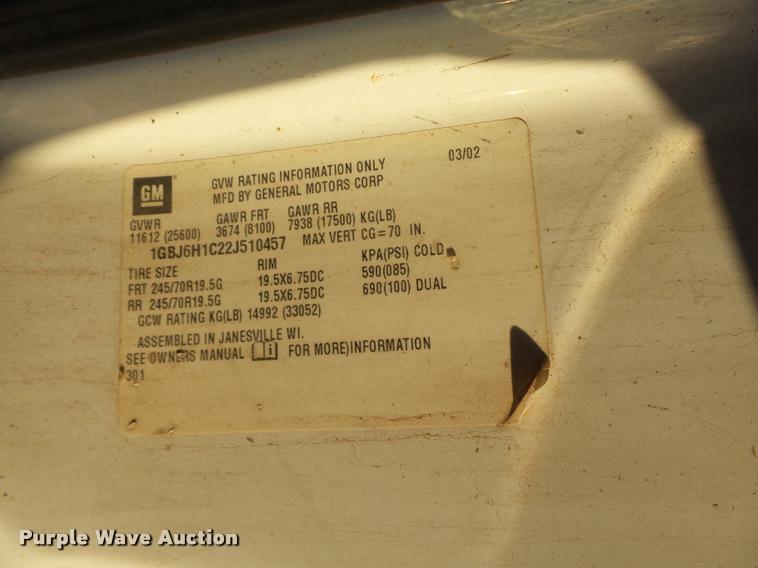 GM
GVW RATING INFORMATION ONLY 03/02
MFD BY GENERAL MOTORS CORP
GVWR GAWR FRT GAWR RR
11612 (25600) 3674 (8100) 7938 (17500) KG(LB)
1GBJ6H1C22J510457 MAX VERT CG=70 IN.
TIRE SIZE RIM KPA(PSI) COLD
FRT 245/70R19.5G 19.5X6.75DC 590(085)
RR 245/70R19.5G 19.5X6.75DC 690(100) DUAL
GCW RATING KG(LB) 14992 (33052)
ASSEMBLED IN JANESVILLE WI.
SEE OWNERS MANUAL i FOR MORE)INFORMATION
301
Purple Wave Auction